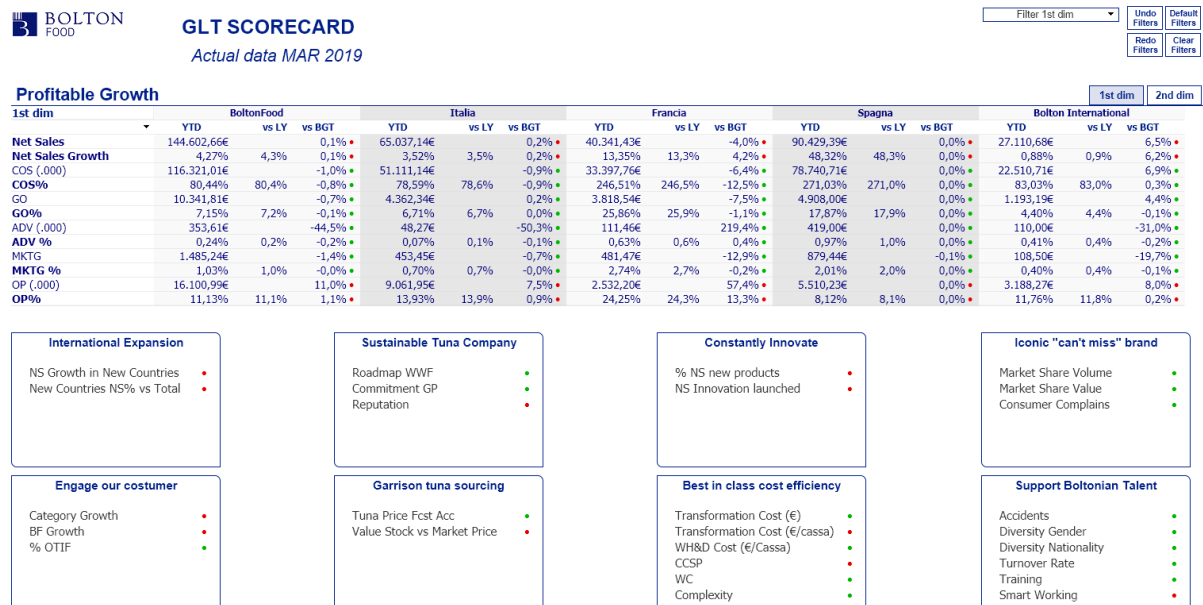 BOLTON
FOOD
GLT SCORECARD
Actual data MAR 2019
Filter 1st dim
Undo Filters
Default Filters
Redo Filters
Clear Filters
Profitable Growth
1st dim 2nd dim
1st dim BoltonFood Italia Francia Spagna Bolton International
YTD vs LY vs BGT YTD vs LY vs BGT YTD vs LY vs BGT YTD vs LY vs BGT YTD vs LY vs BGT
Net Sales 144.602,66€ 0,1% 65.037,14€ 0,2% 40.341,43€ -4,0% 90.429,39€ 0,0% 27.110,68€ 6,5%
Net Sales Growth 4,27% 4,3% 0,1% 3,52% 3,5% 0,2% 13,35% 13,3% 4,2% 48,32% 48,3% 0,0% 0,88% 0,9% 6,2%
COS (.000) 116.321,01€ -1,0% 51.111,14€ -0,9% 33.397,76€ -6,4% 78.740,71€ 0,0% 22.510,71€ 6,9%
COS% 80,44% 80,4% -0,8% 78,59% 78,6% -0,9% 246,51% 246,5% -12,5% 271,03% 271,0% 0,0% 83,03% 83,0% 0,3%
GO 10.341,81€ -0,7% 4.362,34€ 0,2% 3.818,54€ -7,5% 4.908,00€ 0,0% 1.193,19€ 4,4%
GO% 7,15% 7,2% -0,1% 6,71% 6,7% 0,0% 25,86% 25,9% -1,1% 17,87% 17,9% 0,0% 4,40% 4,4% -0,1%
ADV (.000) 353,61€ -44,5% 48,27€ -50,3% 111,46€ 219,4% 419,00€ 0,0% 110,00€ -31,0%
ADV % 0,24% 0,2% -0,2% 0,07% 0,1% -0,1% 0,63% 0,6% 0,4% 0,97% 1,0% 0,0% 0,41% 0,4% -0,2%
MKTG 1.485,24€ -1,4% 453,45€ -0,7% 481,47€ -12,9% 879,44€ -0,1% 108,50€ -19,7%
MKTG % 1,03% 1,0% -0,0% 0,70% 0,7% -0,0% 2,74% 2,7% -0,2% 2,01% 2,0% 0,0% 0,40% 0,4% -0,1%
OP (.000) 16.100,99€ 11,0% 9.061,95€ 7,5% 2.532,20€ 57,4% 5.510,23€ 0,0% 3.188,27€ 8,0%
OP% 11,13% 11,1% 1,1% 13,93% 13,9% 0,9% 24,25% 24,3% 13,3% 8,12% 8,1% 0,0% 11,76% 11,8% 0,2%
International Expansion
NS Growth in New Countries
New Countries NS% vs Total
Sustainable Tuna Company
Roadmap WWF
Commitment GP
Reputation
Constantly Innovate
% NS new products
NS Innovation launched
Iconic "can't miss" brand
Market Share Volume
Market Share Value
Consumer Complains
Engage our costumer
Category Growth
BF Growth
% OTIF
Garrison tuna sourcing
Tuna Price Fcst Acc
Value Stock vs Market Price
Best in class cost efficiency
Transformation Cost (€)
Transformation Cost (€/cassa)
WH&D Cost (€/Cassa)
CCSP
WC
Complexity
Support Boltonian Talent
Accidents
Diversity Gender
Diversity Nationality
Turnover Rate
Training
Smart Working